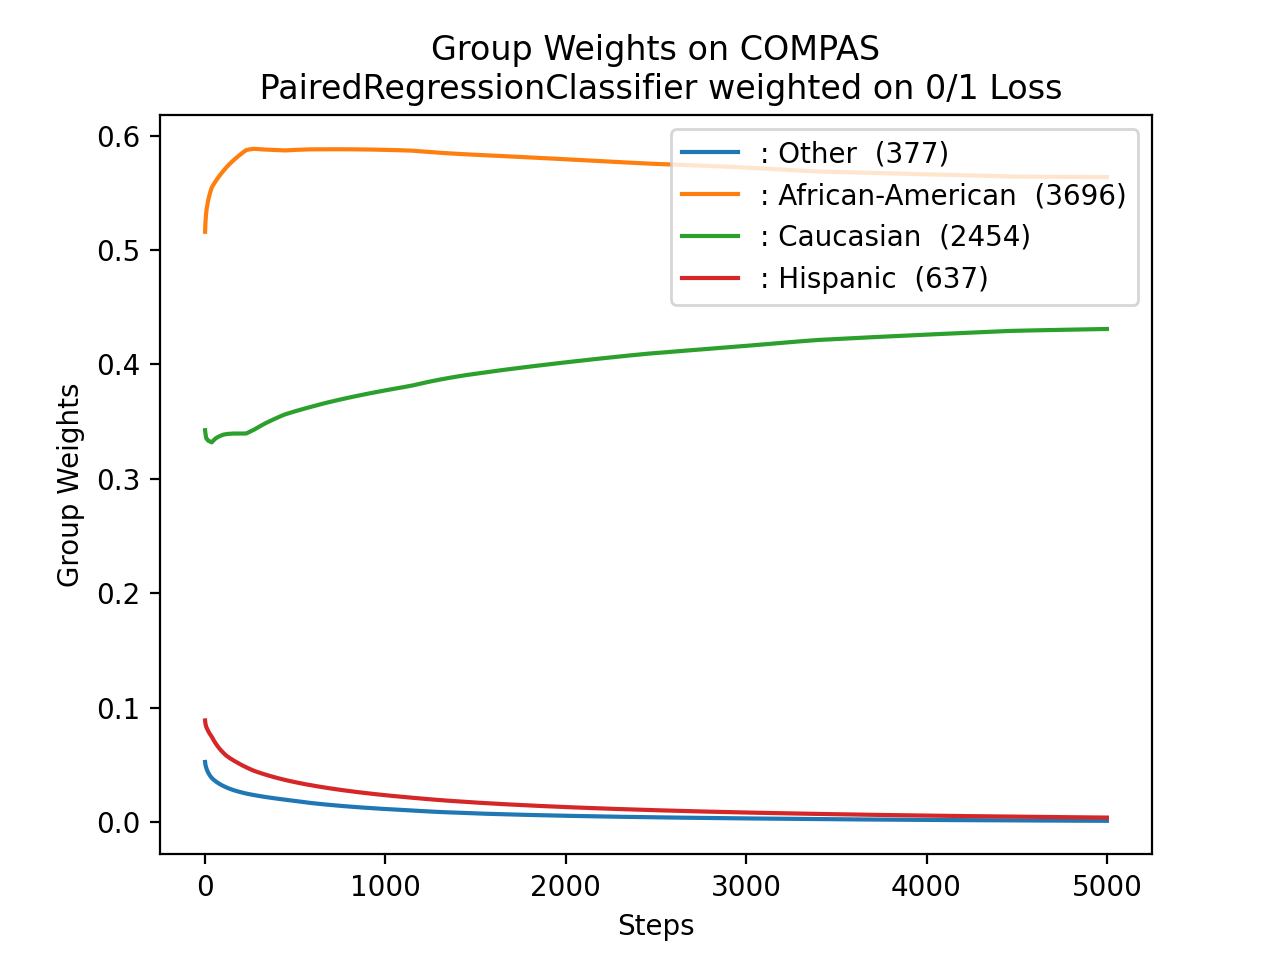 Group Weights on COMPAS
PairedRegressionClassifier weighted on 0/1 Loss
Group Weights
0.6
0.5
0.4
0.3
0.2
0.1
0.0
: Other (377)
: African-American (3696)
: Caucasian (2454)
: Hispanic (637)
0 1000 2000 3000 4000 5000
Steps